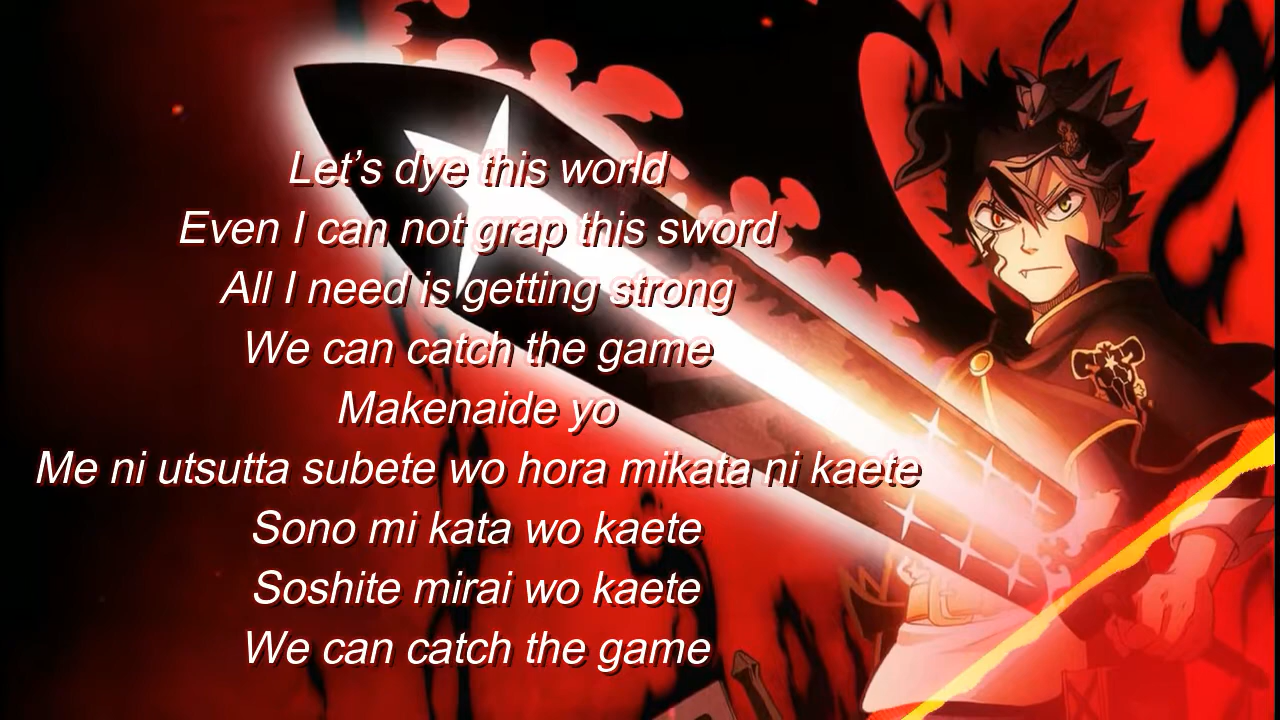 Let’s dye this world
Even I can not grap this sword
All I need is getting strong
We can catch the game
Makenaide yo
Me ni utsutta subete wo hora mikata ni kaete
Sono mi kata wo kaete
Soshite mirai wo kaete
We can catch the game